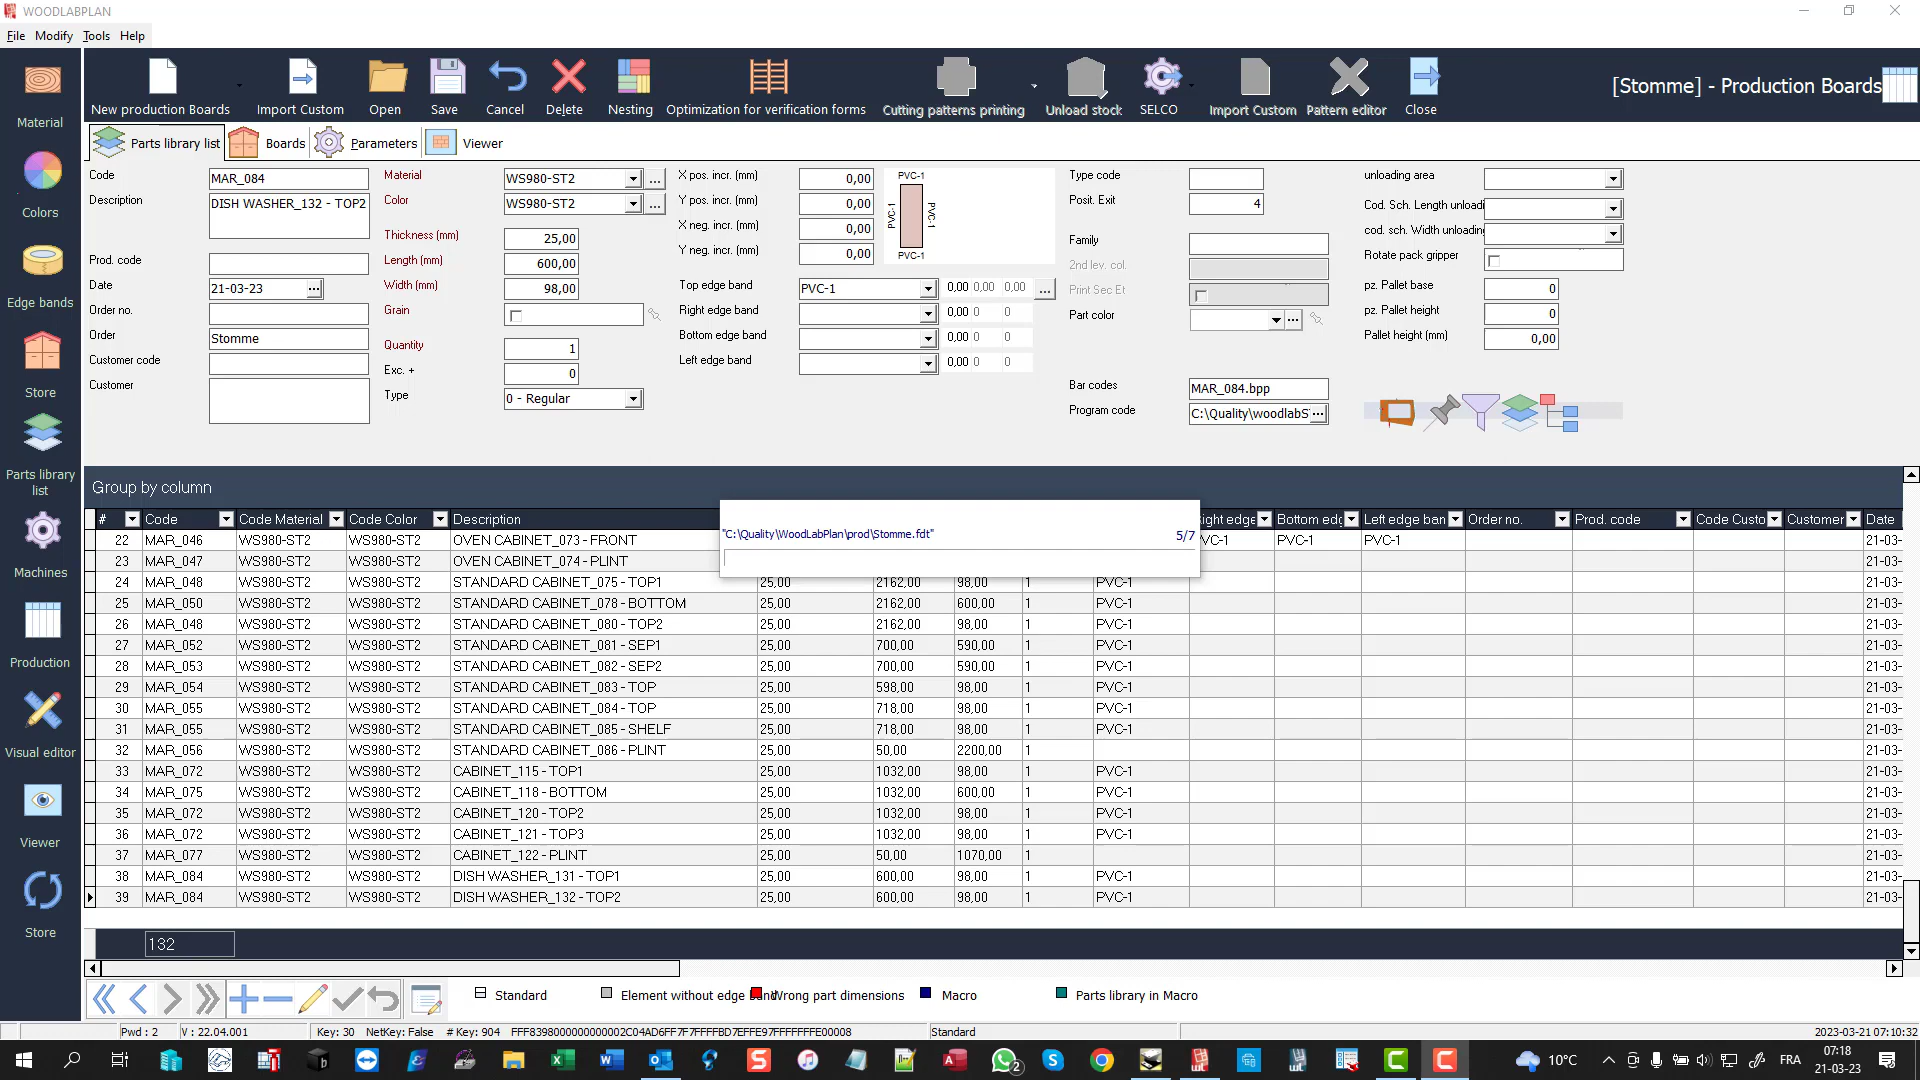 WOODLABPLAN
File Modify Tools Help
New production Boards Import Custom Open Save Cancel Delete Nesting Optimization for verification forms Cutting patterns printing Unload stock SELCO Import Custom Pattern editor Close
[Stomme] - Production Boards
Material
Colors
Edge bands
Store
Parts library list
Machines
Production
Visual editor
Viewer
Store
Parts library list Boards Parameters Viewer
Code MAR_084
Description DISH WASHER_132 - TOP2
Prod. code
Date 21-03-23 ...
Order no.
Order Stomme
Customer code
Customer
Material WS980-ST2 ...
Color WS980-ST2 ...
Thickness (mm) 25,00
Length (mm) 600,00
Width (mm) 98,00
Grain
Quantity 1
Exc. + 0
Type 0 - Regular
X pos. incr. (mm) 0,00
Y pos. incr. (mm) 0,00
X neg. incr. (mm) 0,00
Y neg. incr. (mm) 0,00
PVC-1
PVC-1
PVC-1
PVC-1
Top edge band PVC-1 0,00 0,00 0,00 ...
Right edge band 0,00 0 0
Bottom edge band 0,00 0 0
Left edge band 0,00 0 0
Type code
Posit. Exit 4
Family
2nd lev. col.
Print Sec Et
Part color ...
Bar codes MAR_084.bpp
Program code C:\Quality\woodlabS ...
unloading area
Cod. Sch. Length unloadi
cod. sch. Width unloading
Rotate pack gripper
pz. Pallet base 0
pz. Pallet height 0
Pallet height (mm) 0,00
Group by column
"C:\Quality\WoodLabPlan\prod\Stomme.fdt" 5/7
# Code Code Material Code Color Description ight edge Bottom edg Left edge ban Order no. Prod. code Code Custo Customer Date
22 MAR_046 WS980-ST2 WS980-ST2 OVEN CABINET_073 - FRONT VC-1 PVC-1 PVC-1 21-03-
23 MAR_047 WS980-ST2 WS980-ST2 OVEN CABINET_074 - PLINT 21-03-
24 MAR_048 WS980-ST2 WS980-ST2 STANDARD CABINET_075 - TOP1 25,00 2162,00 98,00 1 PVC-1 21-03-
25 MAR_050 WS980-ST2 WS980-ST2 STANDARD CABINET_078 - BOTTOM 25,00 2162,00 600,00 1 PVC-1 21-03-
26 MAR_048 WS980-ST2 WS980-ST2 STANDARD CABINET_080 - TOP2 25,00 2162,00 98,00 1 PVC-1 21-03-
27 MAR_052 WS980-ST2 WS980-ST2 STANDARD CABINET_081 - SEP1 25,00 700,00 590,00 1 PVC-1 21-03-
28 MAR_053 WS980-ST2 WS980-ST2 STANDARD CABINET_082 - SEP2 25,00 700,00 590,00 1 PVC-1 21-03-
29 MAR_054 WS980-ST2 WS980-ST2 STANDARD CABINET_083 - TOP 25,00 598,00 98,00 1 PVC-1 21-03-
30 MAR_055 WS980-ST2 WS980-ST2 STANDARD CABINET_084 - TOP 25,00 718,00 98,00 1 PVC-1 21-03-
31 MAR_055 WS980-ST2 WS980-ST2 STANDARD CABINET_085 - SHELF 25,00 718,00 98,00 1 PVC-1 21-03-
32 MAR_056 WS980-ST2 WS980-ST2 STANDARD CABINET_086 - PLINT 25,00 50,00 2200,00 1 21-03-
33 MAR_072 WS980-ST2 WS980-ST2 CABINET_115 - TOP1 25,00 1032,00 98,00 1 PVC-1 21-03-
34 MAR_075 WS980-ST2 WS980-ST2 CABINET_118 - BOTTOM 25,00 1032,00 600,00 1 PVC-1 21-03-
35 MAR_072 WS980-ST2 WS980-ST2 CABINET_120 - TOP2 25,00 1032,00 98,00 1 PVC-1 21-03-
36 MAR_072 WS980-ST2 WS980-ST2 CABINET_121 - TOP3 25,00 1032,00 98,00 1 PVC-1 21-03-
37 MAR_077 WS980-ST2 WS980-ST2 CABINET_122 - PLINT 25,00 50,00 1070,00 1 21-03-
38 MAR_084 WS980-ST2 WS980-ST2 DISH WASHER_131 - TOP1 25,00 600,00 98,00 1 PVC-1 21-03-
39 MAR_084 WS980-ST2 WS980-ST2 DISH WASHER_132 - TOP2 25,00 600,00 98,00 1 PVC-1 21-03-
132
Standard Element without edge band Wrong part dimensions Macro Parts library in Macro
Pwd : 2 V : 22.04.001 Key: 30 NetKey: False # Key: 904 FFF8398000000000002C04AD6FF7F7FFFFBD7EFFE97FFFFFFFE00008 Standard 2023-03-21 07:10:32
10°C FRA 07:18
21-03-23